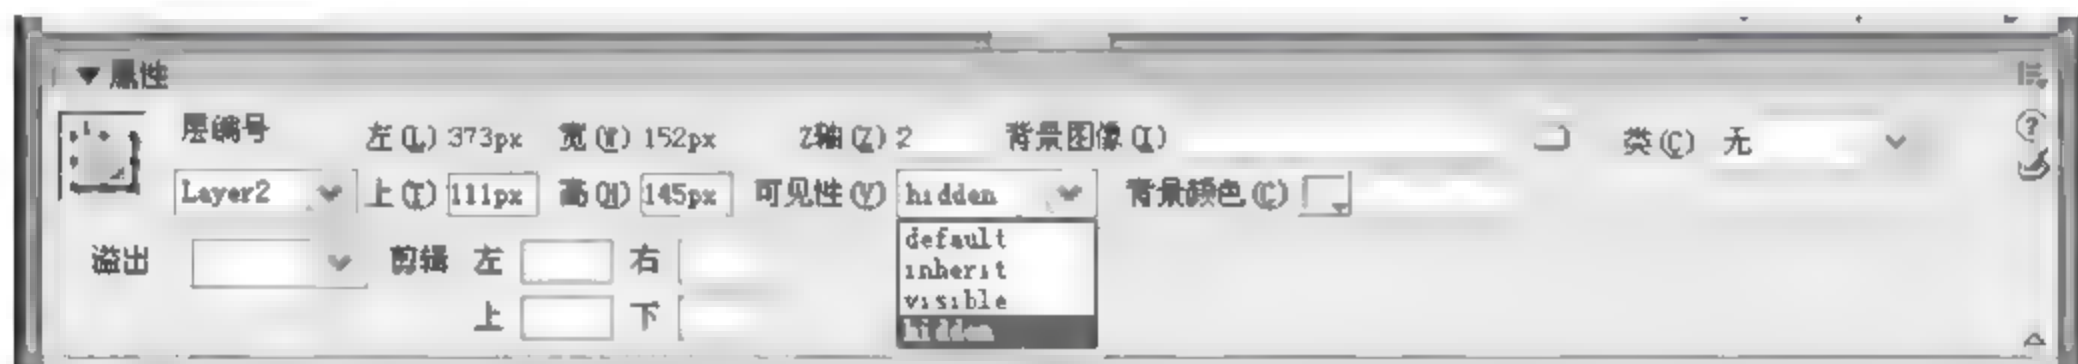 属性
层编号 左(L) 373px 宽(W) 152px Z轴(Z) 2 背景图像(I) 类(C) 无
Layer2 上(T) 111px 高(H) 145px 可见性(V) hidden 背景颜色(C)
default
溢出 剪辑 左 右
inherit
visible
上 下
hidden